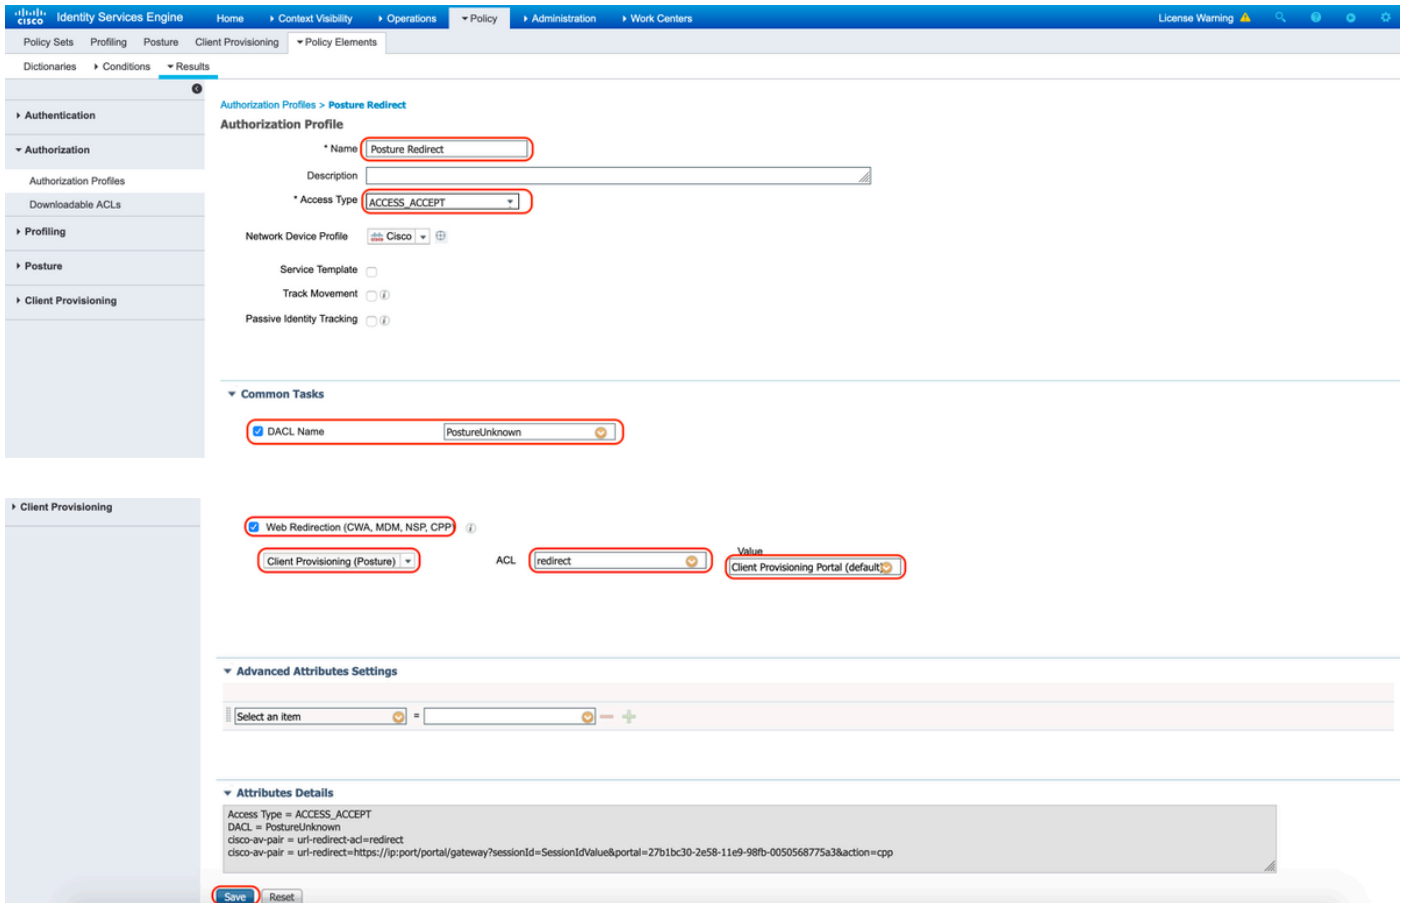 cisco Identity Services Engine Home Context Visibility Operations Policy Administration Work Centers License Warning
Policy Sets Profiling Posture Client Provisioning Policy Elements
Dictionaries Conditions Results
Authentication
Authorization
Authorization Profiles
Downloadable ACLs
Profiling
Posture
Client Provisioning
Authorization Profiles > Posture Redirect
Authorization Profile
* Name Posture Redirect
Description
* Access Type ACCESS_ACCEPT
Network Device Profile Cisco
Service Template
Track Movement
Passive Identity Tracking
Common Tasks
DACL Name PostureUnknown
Client Provisioning
Web Redirection (CWA, MDM, NSP, CPP)
Value
Client Provisioning (Posture) ACL redirect Client Provisioning Portal (default)
Advanced Attributes Settings
Select an item =
Attributes Details
Access Type = ACCESS_ACCEPT
DACL = PostureUnknown
cisco-av-pair = url-redirect-acl=redirect
cisco-av-pair = url-redirect=https://ip:port/portal/gateway?sessionId=SessionIdValue&portal=27b1bc30-2e58-11e9-98fb-0050568775a3&action=cpp
Save Reset